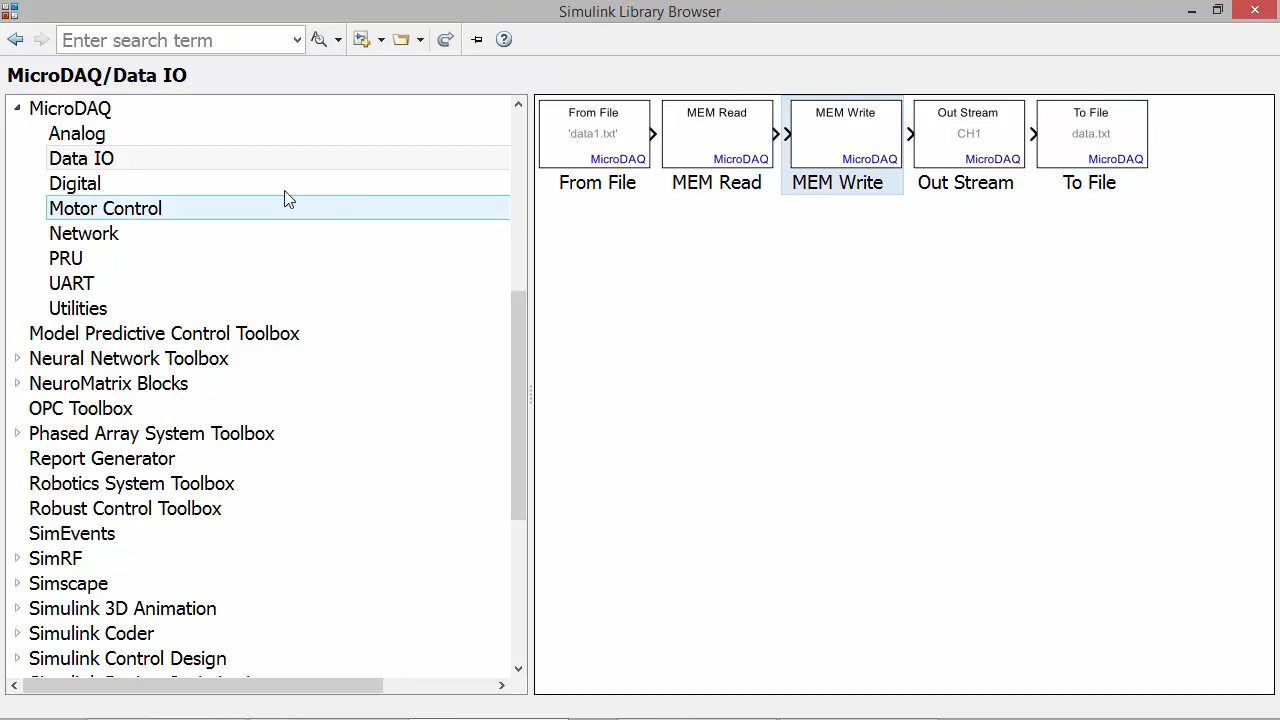 Simulink Library Browser
Enter search term
MicroDAQ/Data IO
MicroDAQ
Analog
Data IO
Digital
Motor Control
Network
PRU
UART
Utilities
Model Predictive Control Toolbox
Neural Network Toolbox
NeuroMatrix Blocks
OPC Toolbox
Phased Array System Toolbox
Report Generator
Robotics System Toolbox
Robust Control Toolbox
SimEvents
SimRF
Simscape
Simulink 3D Animation
Simulink Coder
Simulink Control Design
From File
'data1.txt'
MicroDAQ
From File
MEM Read
MicroDAQ
MEM Read
MEM Write
MicroDAQ
MEM Write
Out Stream
CH1
MicroDAQ
Out Stream
To File
data.txt
MicroDAQ
To File